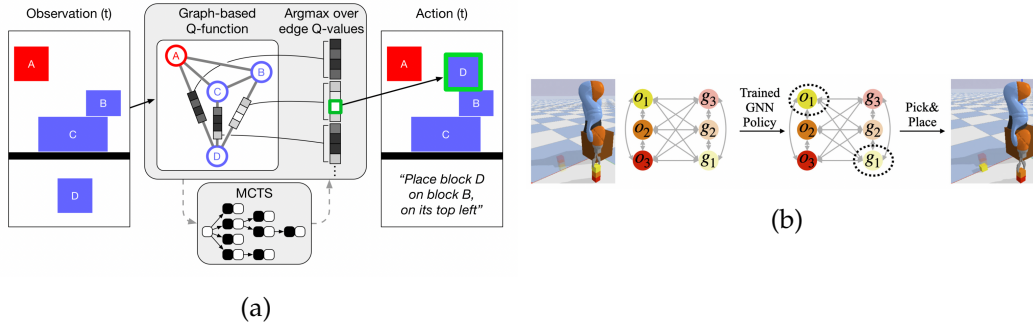 Observation (t)
Graph-based
Q-function
Argmax over
edge Q-values
Action (t)
A
B
C
D
A
B
C
D
A
D
B
C
"Place block D
on block B,
on its top left"
MCTS
(a)
o1
o2
o3
g3
g2
g1
Trained
GNN
Policy
o1
o2
o3
g3
g2
g1
Pick&
Place
(b)